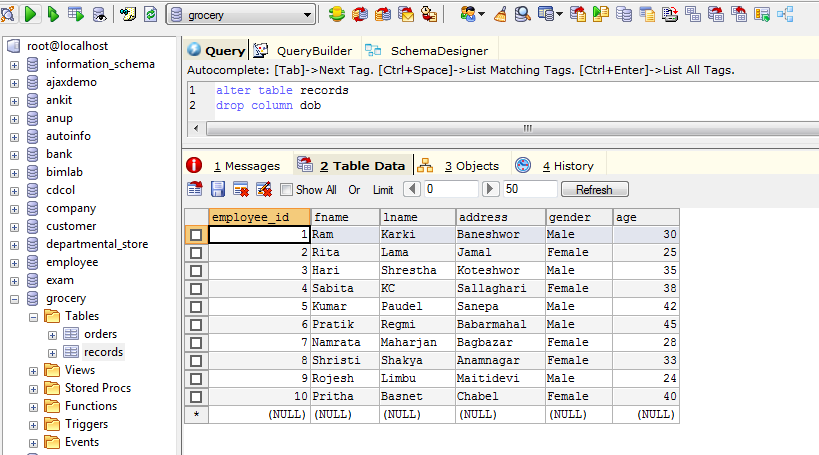 grocery
root@localhost
information_schema
ajaxdemo
ankit
anup
autoinfo
bank
bimlab
cdcol
company
customer
departmental_store
employee
exam
grocery
Tables
orders
records
Views
Stored Procs
Functions
Triggers
Events
Query QueryBuilder SchemaDesigner
Autocomplete: [Tab]->Next Tag. [Ctrl+Space]->List Matching Tags. [Ctrl+Enter]->List All Tags.
1 alter table records
2 drop column dob
1 Messages 2 Table Data 3 Objects 4 History
Show All Or Limit 0 50 Refresh
employee_id fname lname address gender age
1 Ram Karki Baneshwor Male 30
2 Rita Lama Jamal Female 25
3 Hari Shrestha Koteshwor Male 35
4 Sabita KC Sallaghari Female 38
5 Kumar Paudel Sanepa Male 42
6 Pratik Regmi Babarmahal Male 45
7 Namrata Maharjan Bagbazar Female 28
8 Shristi Shakya Anamnagar Female 33
9 Rojesh Limbu Maitidevi Male 24
10 Pritha Basnet Chabel Female 40
* (NULL) (NULL) (NULL) (NULL) (NULL) (NULL)